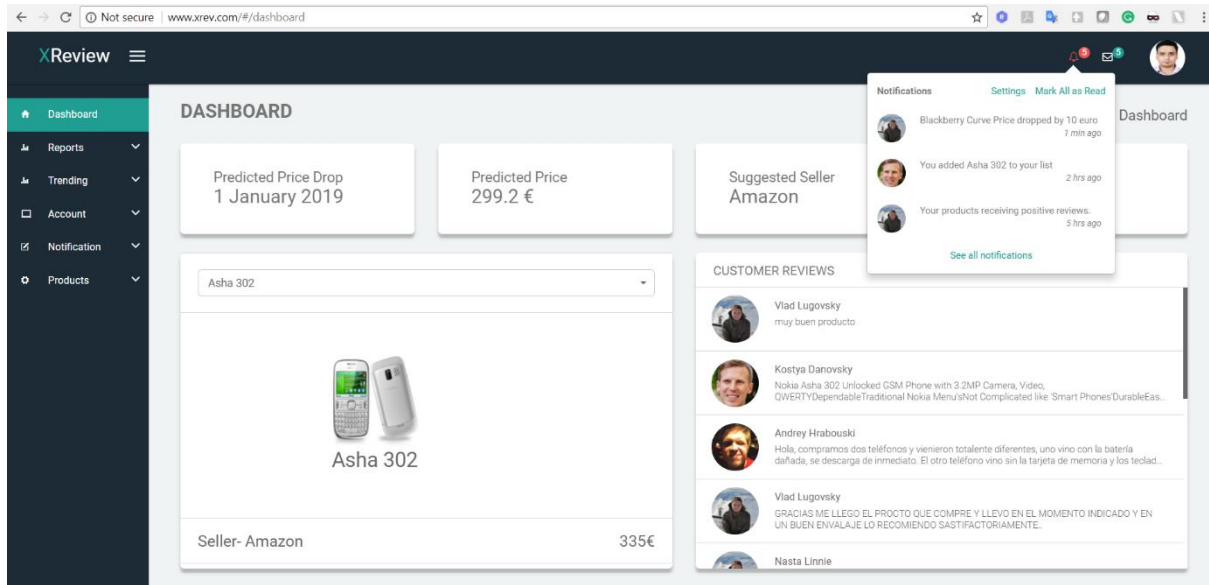 Not secure www.xrev.com/#/dashboard
XReview
5
5
Notifications Settings Mark All as Read
Blackberry Curve Price dropped by 10 euro
1 min ago
You added Asha 302 to your list
2 hrs ago
Your products receiving positive reviews.
5 hrs ago
See all notifications
Dashboard
Reports
Trending
Account
Notification
Products
DASHBOARD
Dashboard
Predicted Price Drop
1 January 2019
Predicted Price
299.2 €
Suggested Seller
Amazon
Asha 302
Asha 302
Seller- Amazon 335€
CUSTOMER REVIEWS
Vlad Lugovsky
muy buen producto
Kostya Danovsky
Nokia Asha 302 Unlocked GSM Phone with 3.2MP Camera, Video,
QWERTYDependableTraditional Nokia Menu'sNot Complicated like 'Smart Phones'DurableEas...
Andrey Hrabouski
Hola, compramos dos teléfonos y vienieron totalente diferentes, uno vino con la batería
dañada, se descarga de inmediato. El otro teléfono vino sin la tarjeta de memoria y los teclad...
Vlad Lugovsky
GRACIAS ME LLEGO EL PROCTO QUE COMPRE Y LLEVO EN EL MOMENTO INDICADO Y EN
UN BUEN ENVALAJE LO RECOMIENDO SASTIFACTORIAMENTE..
Nasta Linnie